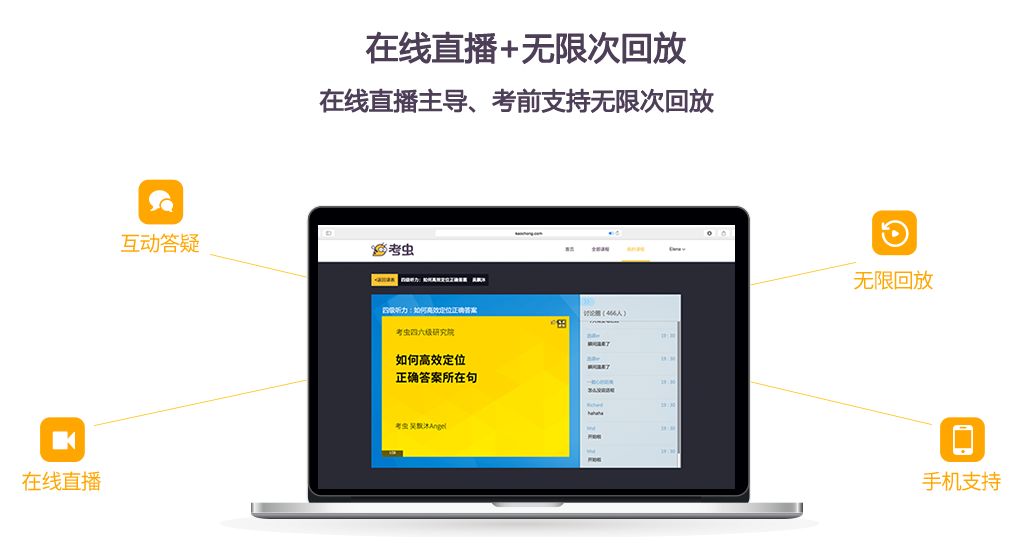 在线直播+无限次回放
在线直播主导、考前支持无限次回放
互动答疑
无限回放
在线直播
手机支持
kaochong.com
考虫
首页 全部课程 我的课程 Elena
<返回课表 四级听力：如何高效定位正确答案 吴飘沐
四级听力：如何高效定位正确答案
考虫四六级研究院
如何高效定位
正确答案所在句
考虫 吴飘沐Angel
讨论圈（466人）
19：30
瞬间温柔了
19：30
瞬间温柔了
19：30
怎么没说话啦
Richard 19：30
hahaha
19：30
开始啦
19：30
开始啦